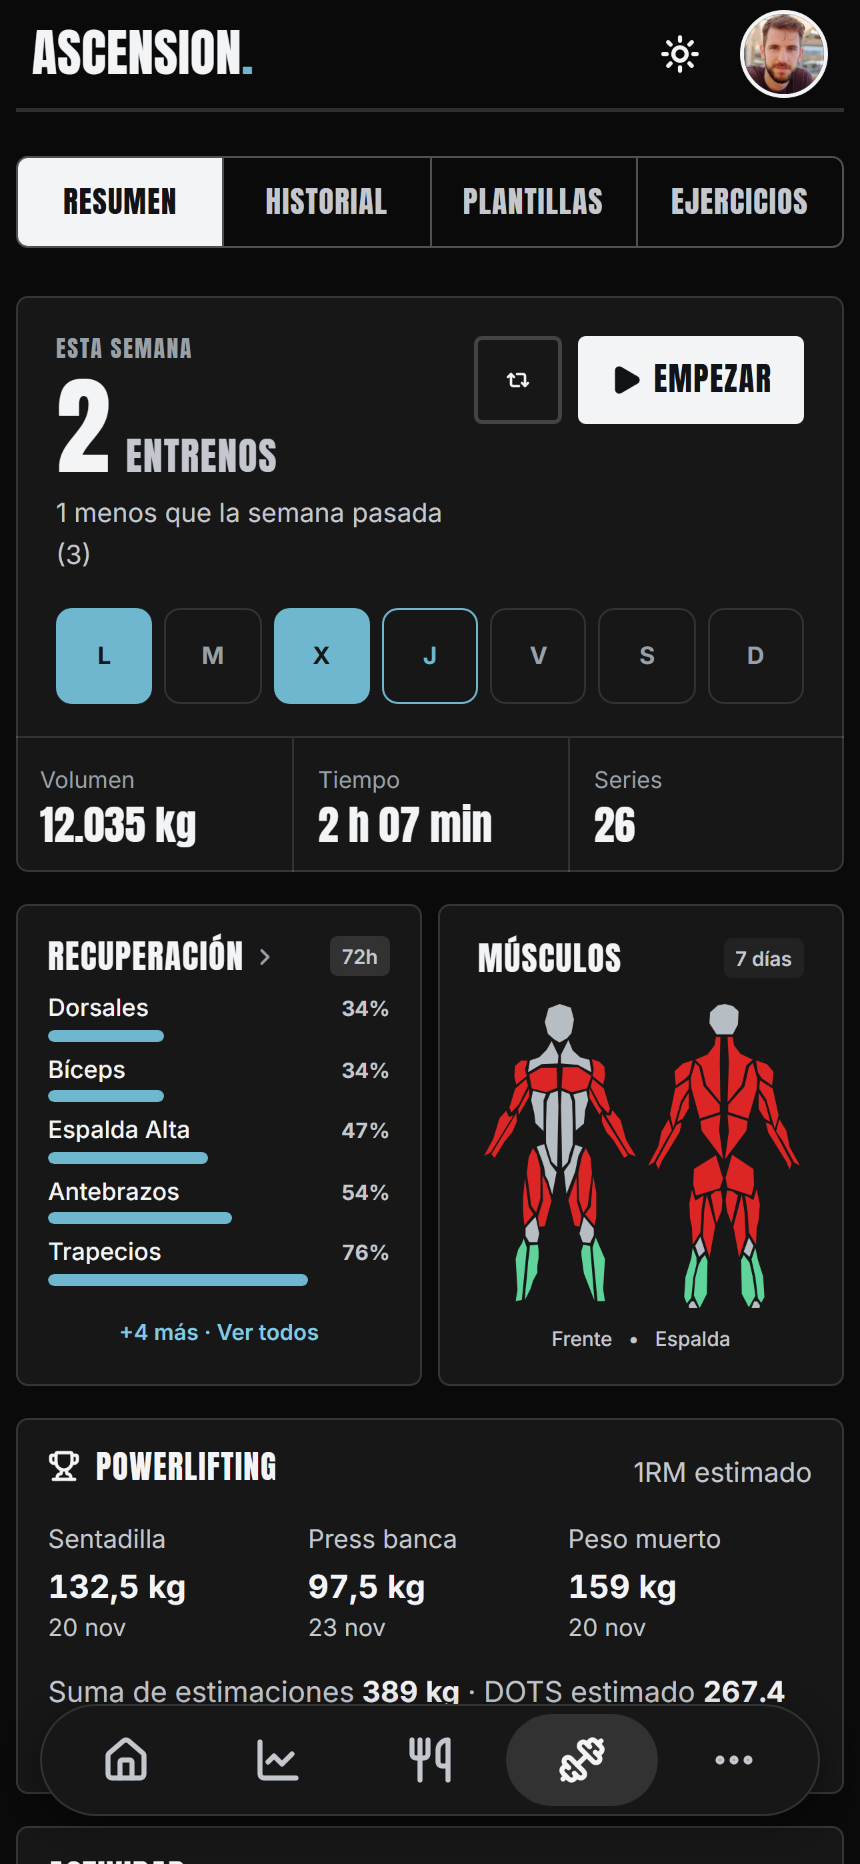 ASCENSION.
RESUMEN
HISTORIAL
PLANTILLAS
EJERCICIOS
ESTA SEMANA
2 ENTRENOS
EMPEZAR
1 menos que la semana pasada
(3)
L
M
X
J
V
S
D
Volumen
12.035 kg
Tiempo
2 h 07 min
Series
26
RECUPERACIÓN
72h
Dorsales 34%
Bíceps 34%
Espalda Alta 47%
Antebrazos 54%
Trapecios 76%
+4 más · Ver todos
MÚSCULOS
7 días
Frente • Espalda
POWERLIFTING
1RM estimado
Sentadilla
132,5 kg
20 nov
Press banca
97,5 kg
23 nov
Peso muerto
159 kg
20 nov
Suma de estimaciones 389 kg · DOTS estimado 267.4